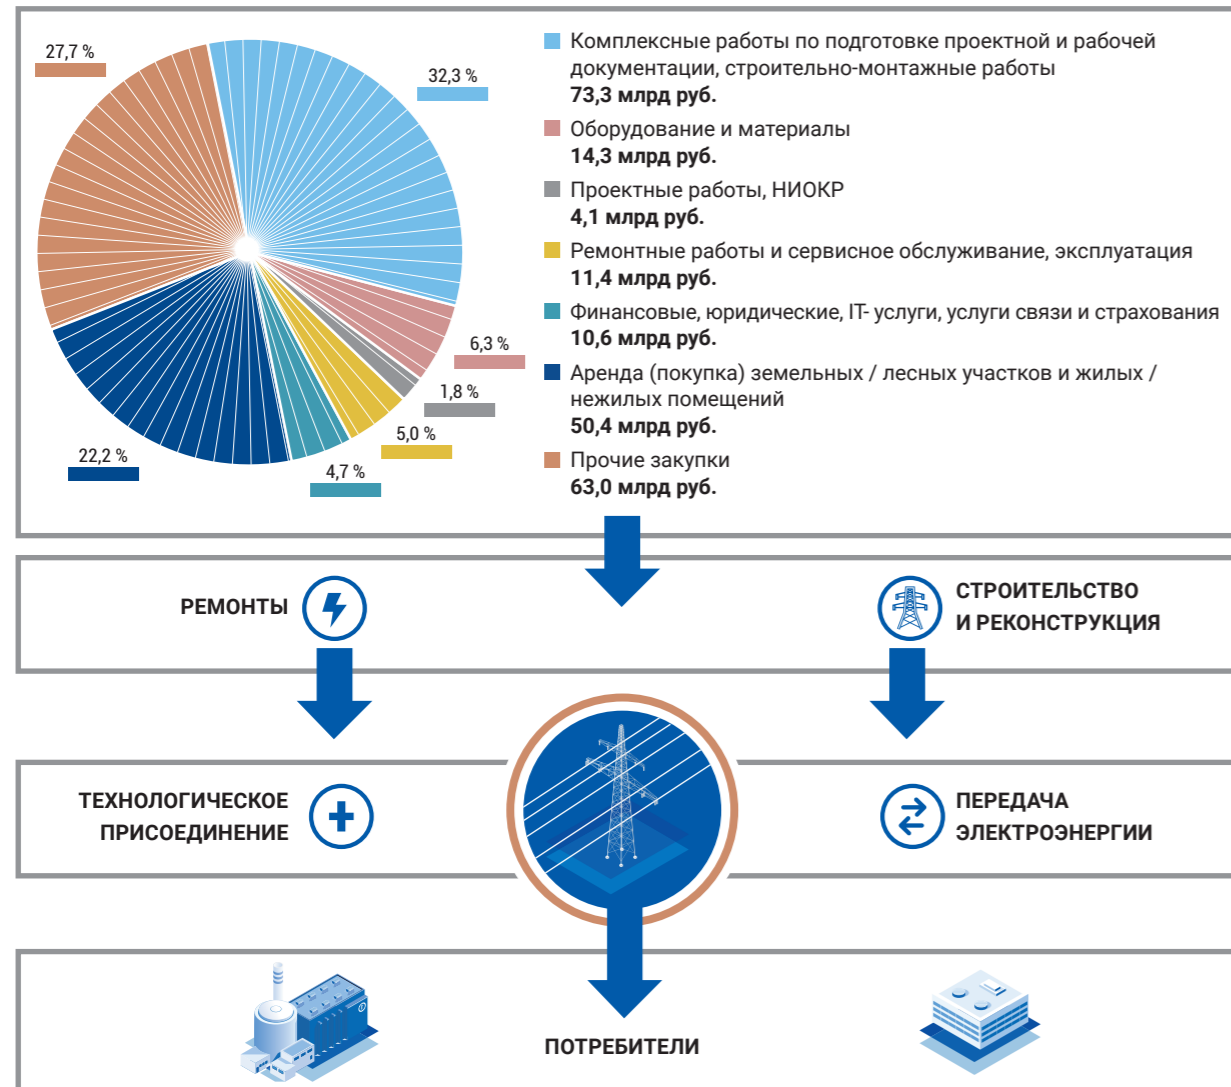 27,7 %
32,3 %
6,3 %
1,8 %
5,0 %
4,7 %
22,2 %
Комплексные работы по подготовке проектной и рабочей
документации, строительно-монтажные работы
73,3 млрд руб.
Оборудование и материалы
14,3 млрд руб.
Проектные работы, НИОКР
4,1 млрд руб.
Ремонтные работы и сервисное обслуживание, эксплуатация
11,4 млрд руб.
Финансовые, юридические, IT- услуги, услуги связи и страхования
10,6 млрд руб.
Аренда (покупка) земельных / лесных участков и жилых /
нежилых помещений
50,4 млрд руб.
Прочие закупки
63,0 млрд руб.
РЕМОНТЫ
СТРОИТЕЛЬСТВО
И РЕКОНСТРУКЦИЯ
ТЕХНОЛОГИЧЕСКОЕ
ПРИСОЕДИНЕНИЕ
ПЕРЕДАЧА
ЭЛЕКТРОЭНЕРГИИ
ПОТРЕБИТЕЛИ